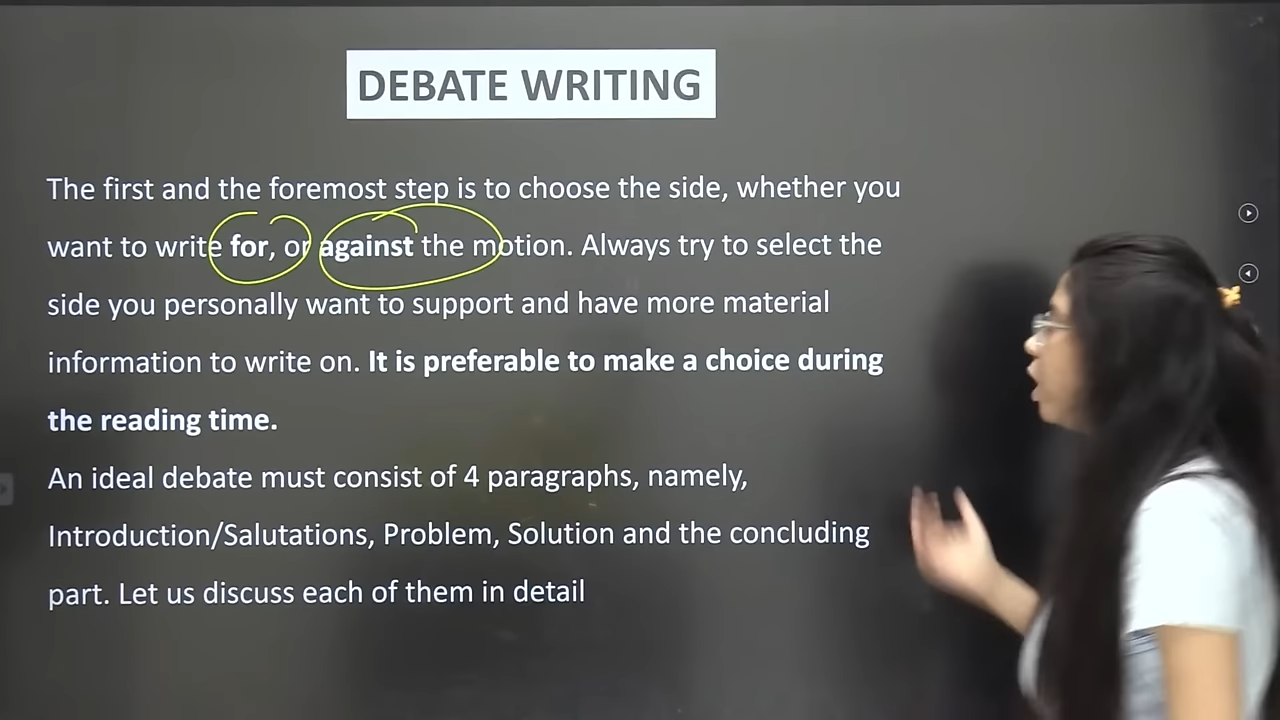 DEBATE WRITING
The first and the foremost step is to choose the side, whether you
want to write for, or against the motion. Always try to select the
side you personally want to support and have more material
information to write on. It is preferable to make a choice during
the reading time.
An ideal debate must consist of 4 paragraphs, namely,
Introduction/Salutations, Problem, Solution and the concluding
part. Let us discuss each of them in detail